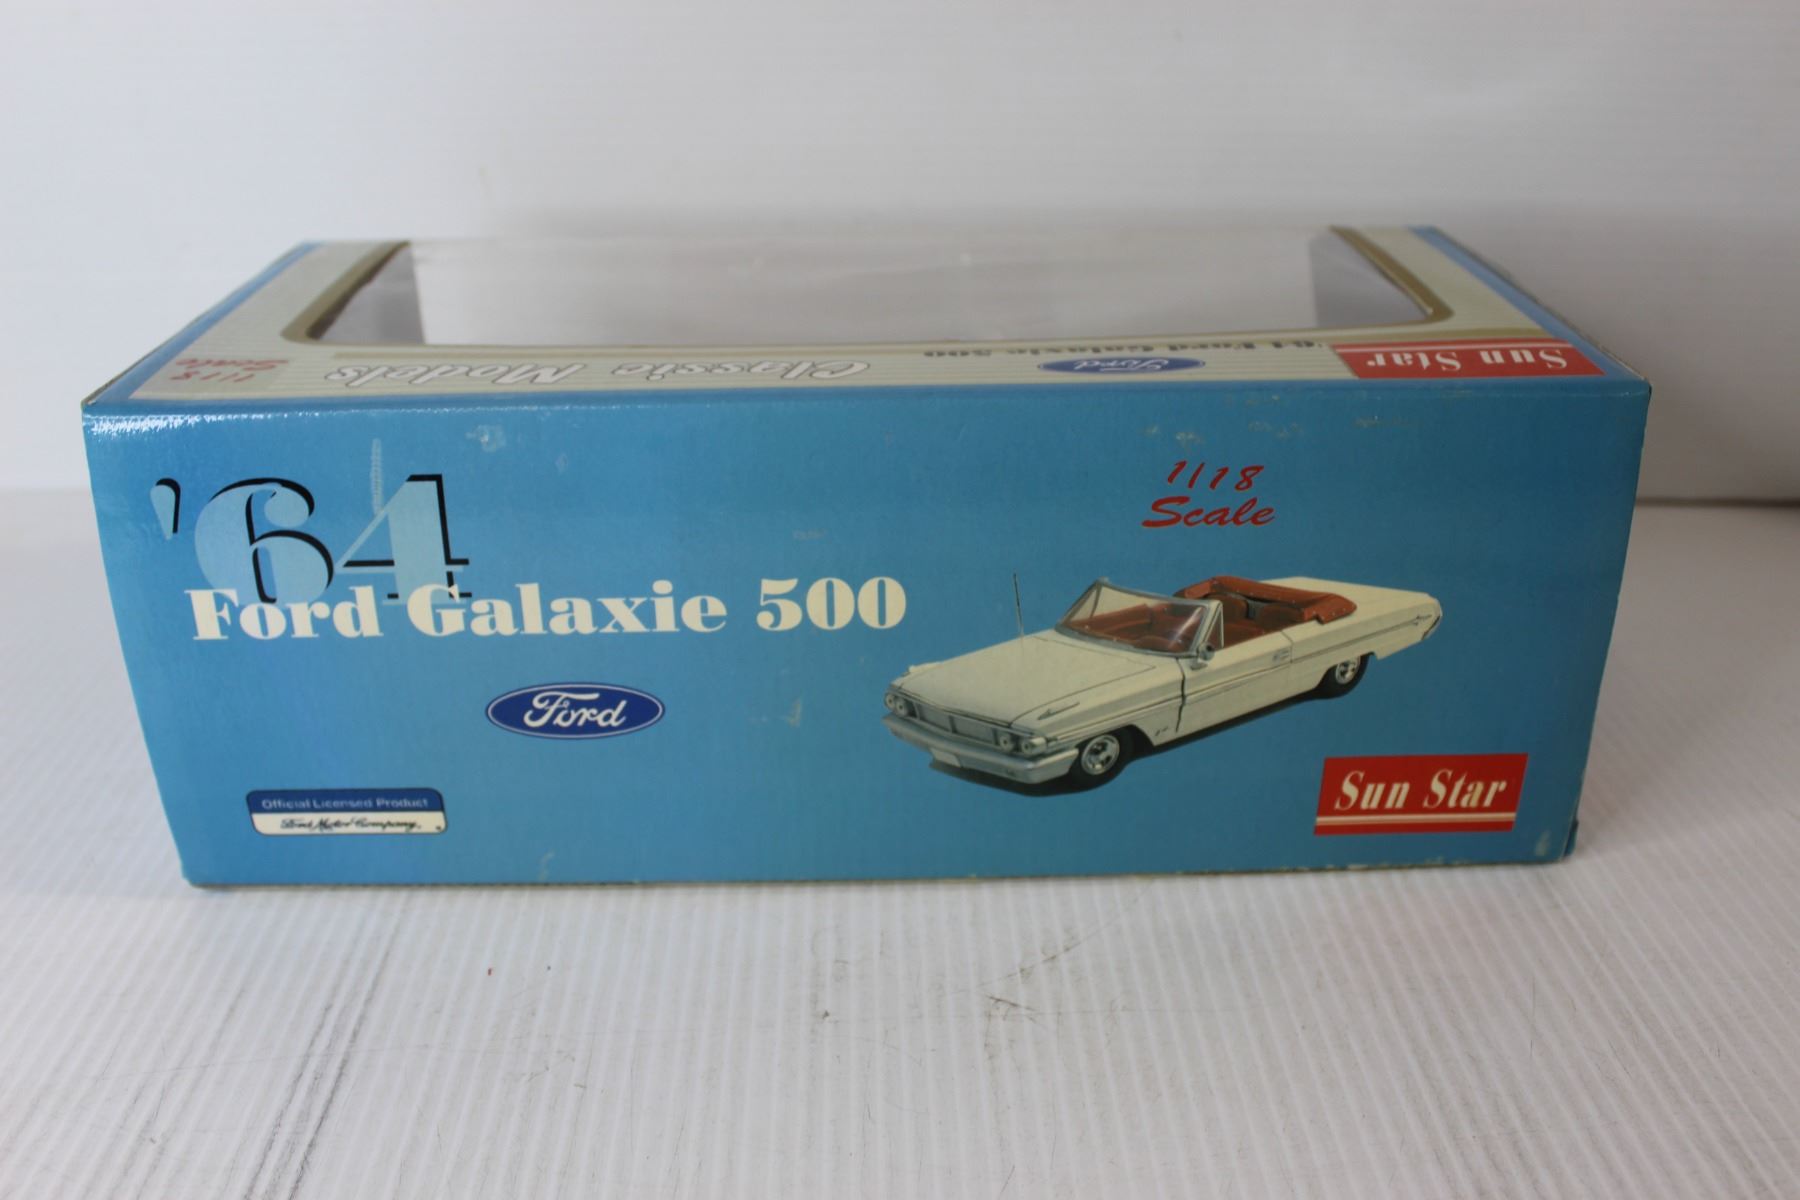 Sun Star
'64 Ford Galaxie 500
Ford
Classic Models
1/18
Scale
'64
Ford Galaxie 500
1/18
Scale
Ford
Sun Star
Official Licensed Product
Ford Motor Company